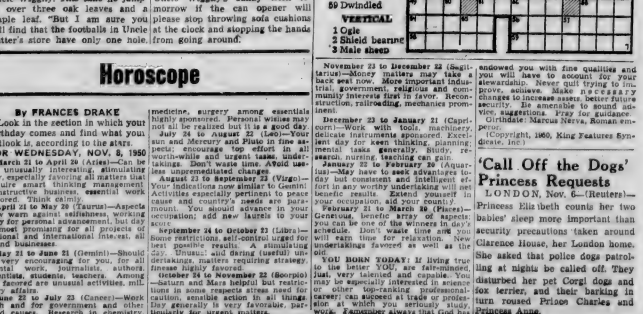 over three oak leaves and a
ple leaf. "But I am sure you
ll find that the footballs in Uncle
tter's store have only one hole.
morrow if the can opener will
please stop throwing sofa cushions
at the clock and stopping the hands
from going around.
59 Dwindled
VERTICAL
1 Ogle
2 Shield bearing
3 Male sheep
Horoscope
By FRANCES DRAKE
Look in the section in which your
thday comes and find what your
tlook is, according to the stars.
R WEDNESDAY, NOV. 8, 1950
March 21 to April 20 (Aries)—Can be
unusually interesting, stimulating
, especially favoring all matters that
uire smart thinking management
nstructive business, essential work
ored. Think calmly.
pril 21 to May 20 (Taurus)—Aspects
warn against selfishness, working
y for personal advancement, but day
most promising for all projects of
onal and international interest, all
nd businesses.
ay 21 to June 21 (Gemini)—Should
very encouraging for you, for all
tal work, journalists, authors,
ntists, students, teachers. Among
favored are unusual activities, mili-
y affairs.
une 22 to July 23 (Cancer)—Work
h and for government and other
d causes. Research in chemistry,
medicine, surgery among essentials
highly sponsored. Personal wishes may
not all be realized but it is a good day.
July 24 to August 22 (Leo)—Your
sun and Mercury and Pluto in fine as-
pects; encourage top effort in all
worth-while and urgent tasks, under-
takings. Don't waste time. Avoid use-
less unpremeditated changes
August 23 to September 23 (Virgo)—
Your indications now similar to Gemini
Activities especially pertinent to peace
cause and country's needs are para-
mount. You should advance in your
occupation; add new laurels to your
September 24 to October 23 (Libra)—
Some restrictions, self-control urged for
best possible results. A stimulating
day. Unusual and daring (useful) un-
dertakings, matters requiring strategy,
finesse highly favored.
October 24 to November 22 (Scorpio)
—Saturn and Mars helpful but restric-
tions in some respects stress need for
caution, sensible action in all things.
Day generally is very favorable, par-
ticularly for urgent matters.
November 23 to December 22 (Sagit-
tarius)—Money matters may take a
back seat now. More important indus-
trial, government, religious and com-
munity interests first in favor. Recon-
struction, railroading, mechanics prom-
December 23 to January 21 (Capri-
corn)—Work with tools, machinery,
delicate instruments sponsored. Excel-
lent day for keen thinking, planning;
mental tasks generally. Study, re-
search, nursing, teaching can gain.
January 22 to February 20 (Aquar-
ius)—May have to seek advantages to-
day but consistent and intelligent ef-
fort in any worthy undertaking will net
benefic results. Extend yourself in
your occupation, aid your country.
February 21 to March 20 (Pisces)—
Generous, benefic array of aspects;
you can be one of the winners in day's
schedule. Don't waste time and you
will earn time for relaxation. New
undertakings favored as well as the
YOU BORN TODAY: If living true
to the better YOU, are fair-minded,
just, very talented and capable. You
may be especially interested in science
or other top-ranking professional
career; can succeed at trade or profes-
sion at which you seriously study,
work. Remember always that God has
endowed you with fine qualities and
you will have to account for your
stewardship. Never quit trying to im-
prove, achieve. Make necessary
changes to increase assets, better future
security. Be amenable to sound ad-
vice, suggestions. Pray for guidance
Birthdate: Marcus Nerva, Roman em-
peror.
(Copyright, 1950, King Features Syn-
dicate, Inc.)
'Call Off the Dogs'
Princess Requests
LONDON, Nov. 6—(Reuters)—
Princess Elizabeth counts her two
babies' sleep more important than
security precautions taken around
Clarence House, her London home.
She asked that police dogs patrol-
ling at nights be called off. They
disturbed her pet Corgi dogs and
fox terrier, and their barking in
turn roused Prince Charles and
Princess Anne.